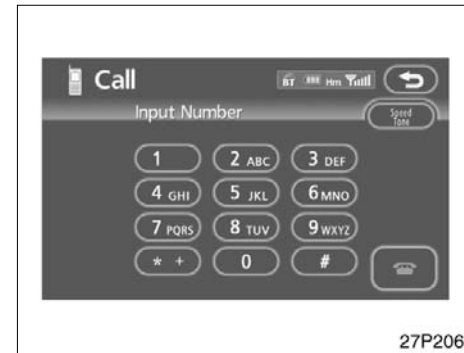 Call BT Hm
Input Number Speed Tone
1 2 ABC 3 DEF
4 GHI 5 JKL 6 MNO
7 PQRS 8 TUV 9 WXYZ
* + 0 #
27P206